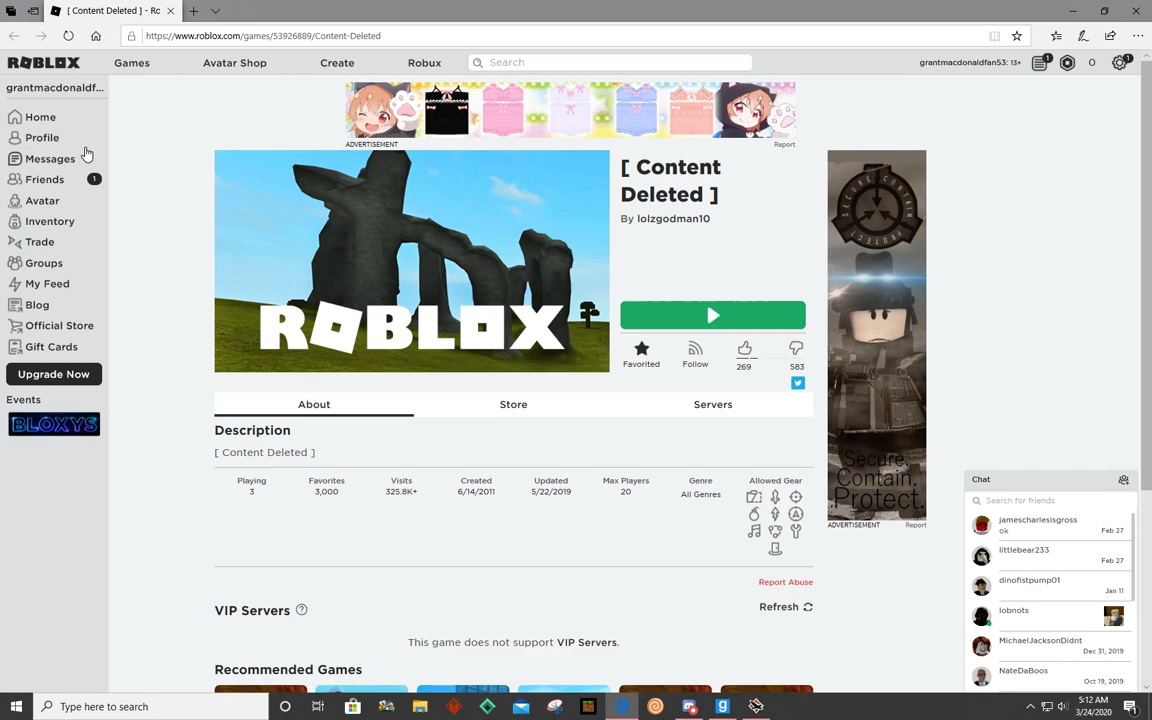 [ Content Deleted ] - Rc
https://www.roblox.com/games/53926889/Content-Deleted
ROBLOX
Games
Avatar Shop
Create
Robux
Search
grantmacdonaldfan53: 13+
1
0
1
grantmacdonaldf...
Home
Profile
Messages
Friends
1
Avatar
Inventory
Trade
Groups
My Feed
Blog
Official Store
Gift Cards
Upgrade Now
Events
BLOXYS
ADVERTISEMENT
Report
ROBLOX
[ Content
Deleted ]
By lolzgodman10
Favorited
Follow
269
583
About
Store
Servers
Description
[ Content Deleted ]
Playing
3
Favorites
3,000
Visits
325.8K+
Created
6/14/2011
Updated
5/22/2019
Max Players
20
Genre
All Genres
Allowed Gear
Report Abuse
VIP Servers
Refresh
This game does not support VIP Servers.
Recommended Games
SECURE CONTAIN PROTECT
Secure.
Contain.
Protect.
ADVERTISEMENT
Report
Chat
Search for friends
jamescharlesisgross
ok
Feb 27
littlebear233
Feb 27
dinofistpump01
Jan 11
lobnots
MichaelJacksonDidnt
Dec 31, 2019
NateDaBoos
Oct 19, 2019
Type here to search
5:12 AM
3/24/2020